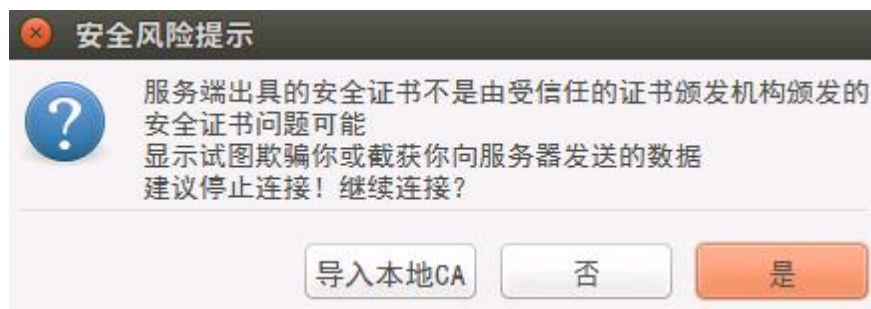 安全风险提示
服务端出具的安全证书不是由受信任的证书颁发机构颁发的
安全证书问题可能
显示试图欺骗你或截获你向服务器发送的数据
建议停止连接！继续连接？
导入本地CA 否 是